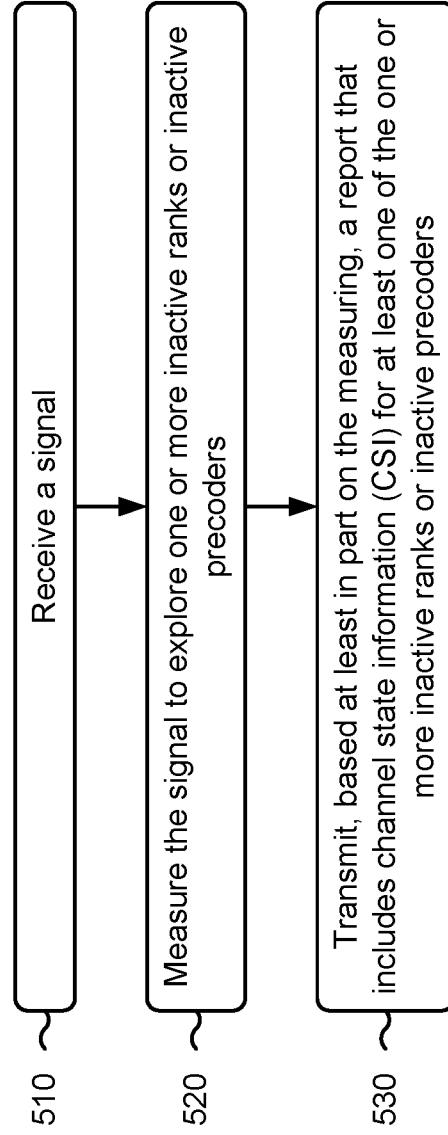 510
Receive a signal
520
Measure the signal to explore one or more inactive ranks or inactive
precoders
530
Transmit, based at least in part on the measuring, a report that
includes channel state information (CSI) for at least one of the one or
more inactive ranks or inactive precoders